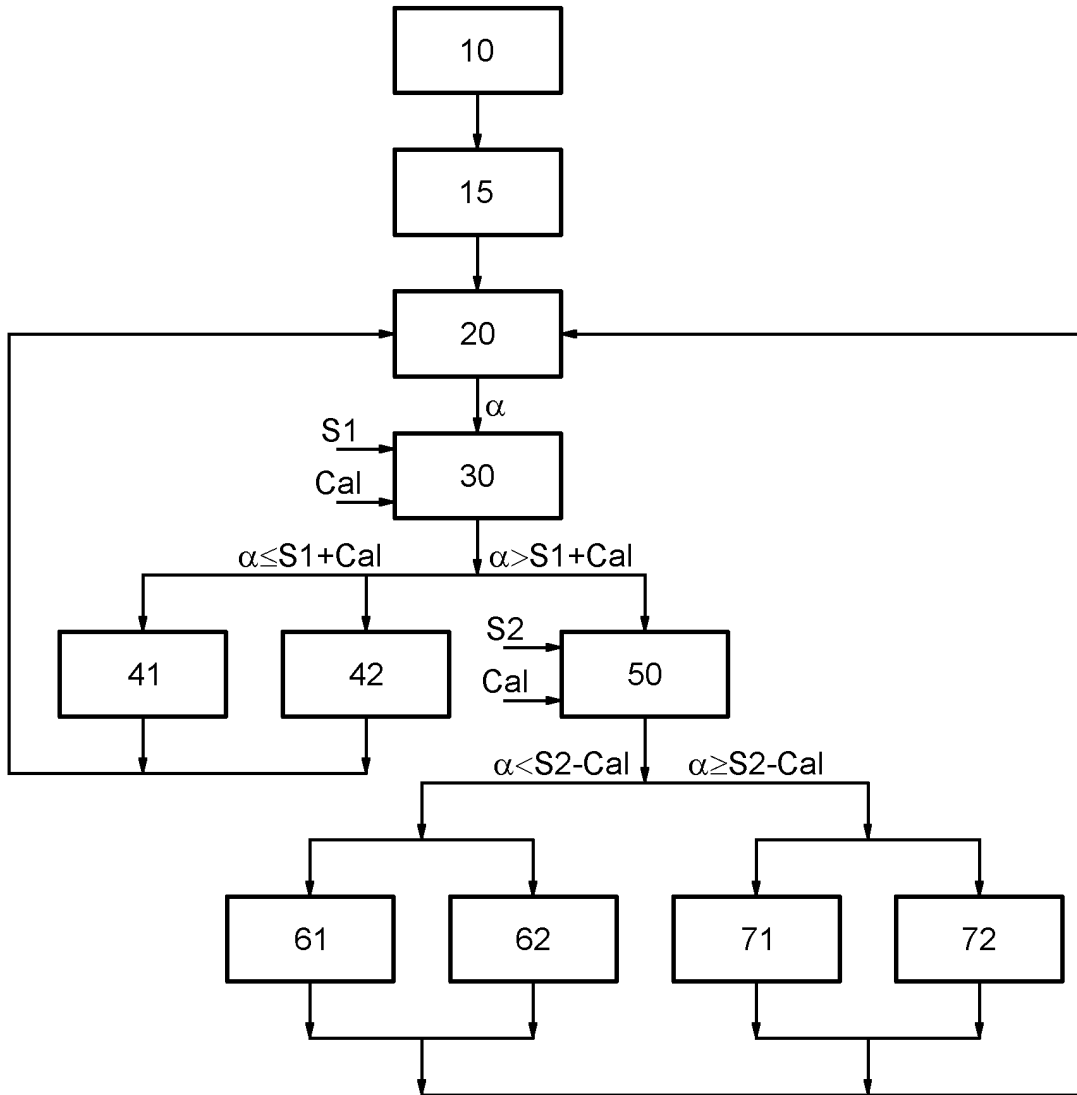 10
15
20
α
S1
30
Cal
α≤S1+Cal α>S1+Cal
S2
41 42 50
Cal
α<S2-Cal α≥S2-Cal
61 62 71 72